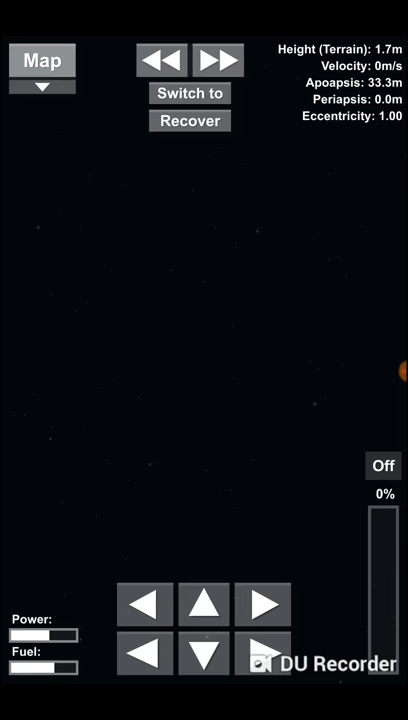 Map
Switch to
Recover
Height (Terrain): 1.7m
Velocity: 0m/s
Apoapsis: 33.3m
Periapsis: 0.0m
Eccentricity: 1.00
Off
0%
Power:
Fuel:
DU Recorder